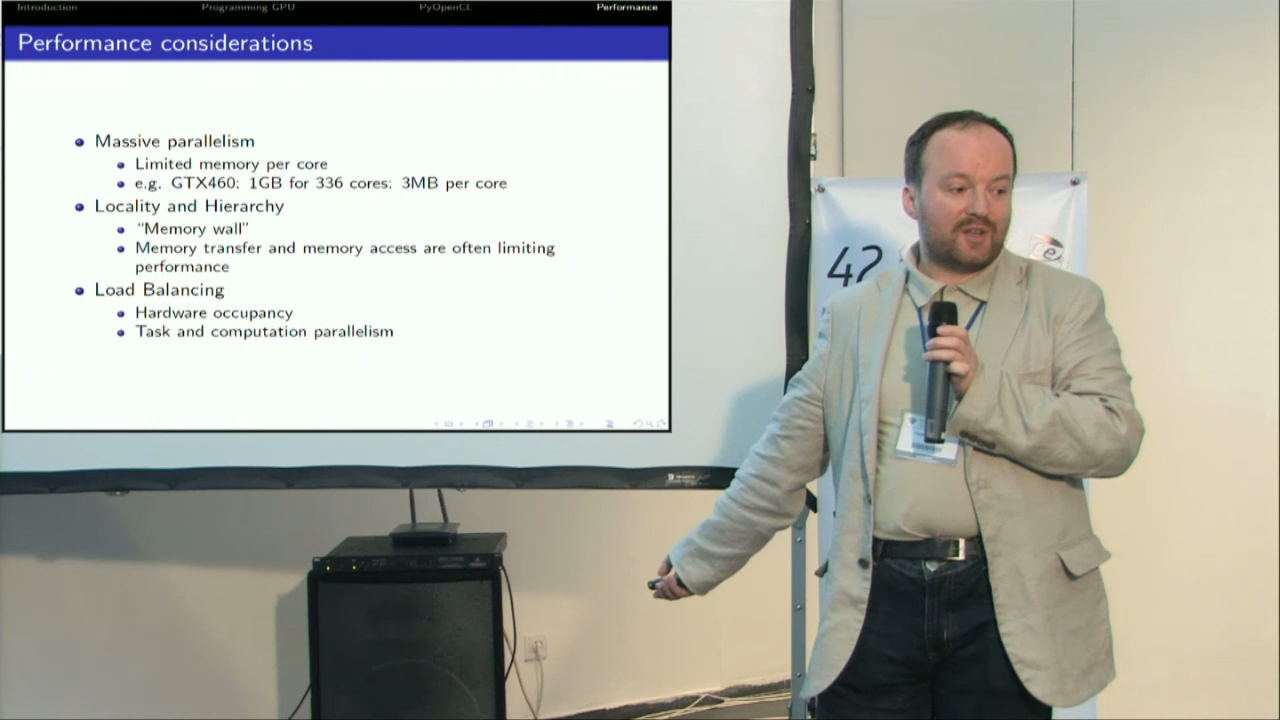 Introduction Programming GPU PyOpenCL Performance
Performance considerations
Massive parallelism
Limited memory per core
e.g. GTX460: 1GB for 336 cores: 3MB per core
Locality and Hierarchy
"Memory wall"
Memory transfer and memory access are often limiting
performance
Load Balancing
Hardware occupancy
Task and computation parallelism
42